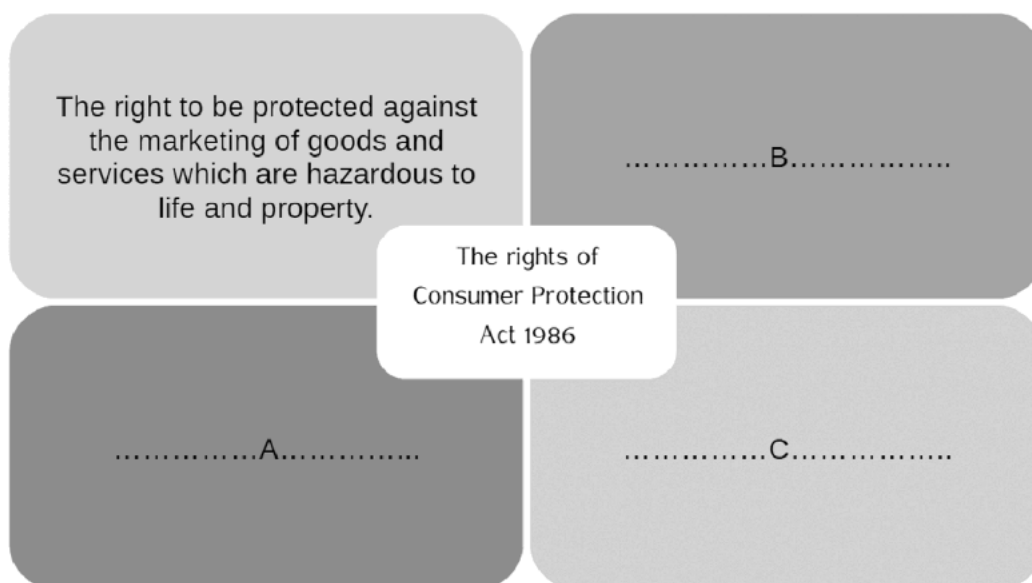 The right to be protected against
the marketing of goods and
services which are hazardous to
life and property.
……………B……………..
The rights of
Consumer Protection
Act 1986
……………A…………...
……………C……………..